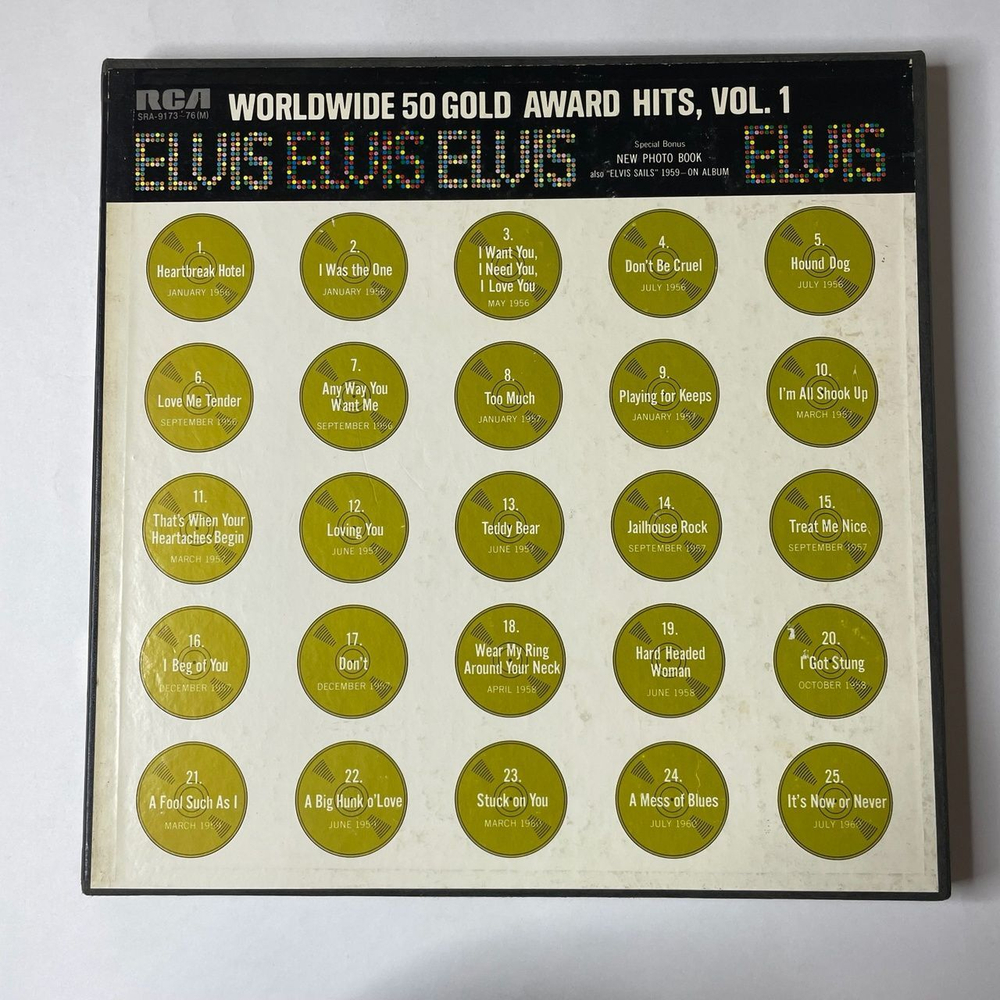 RCA
SRA-9173~76(M)
WORLDWIDE 50 GOLD AWARD HITS, VOL. 1
ELVIS ELVIS ELVIS
Special Bonus
NEW PHOTO BOOK
also "ELVIS SAILS" 1959—ON ALBUM
ELVIS
1.
Heartbreak Hotel
JANUARY 1956
2.
I Was the One
JANUARY 1956
3.
I Want You,
I Need You,
I Love You
MAY 1956
4.
Don't Be Cruel
JULY 1956
5.
Hound Dog
JULY 1956
6.
Love Me Tender
SEPTEMBER 1956
7.
Any Way You
Want Me
SEPTEMBER 1956
8.
Too Much
JANUARY 1957
9.
Playing for Keeps
JANUARY 1957
10.
I'm All Shook Up
MARCH 1957
11.
That's When Your
Heartaches Begin
MARCH 1957
12.
Loving You
JUNE 1957
13.
Teddy Bear
JUNE 1957
14.
Jailhouse Rock
SEPTEMBER 1957
15.
Treat Me Nice
SEPTEMBER 1957
16.
I Beg of You
DECEMBER 1957
17.
Don't
DECEMBER 1957
18.
Wear My Ring
Around Your Neck
APRIL 1958
19.
Hard Headed
Woman
JUNE 1958
20.
I Got Stung
OCTOBER 1958
21.
A Fool Such As I
MARCH 1959
22.
A Big Hunk o'Love
JUNE 1959
23.
Stuck on You
MARCH 1960
24.
A Mess of Blues
JULY 1960
25.
It's Now or Never
JULY 1960